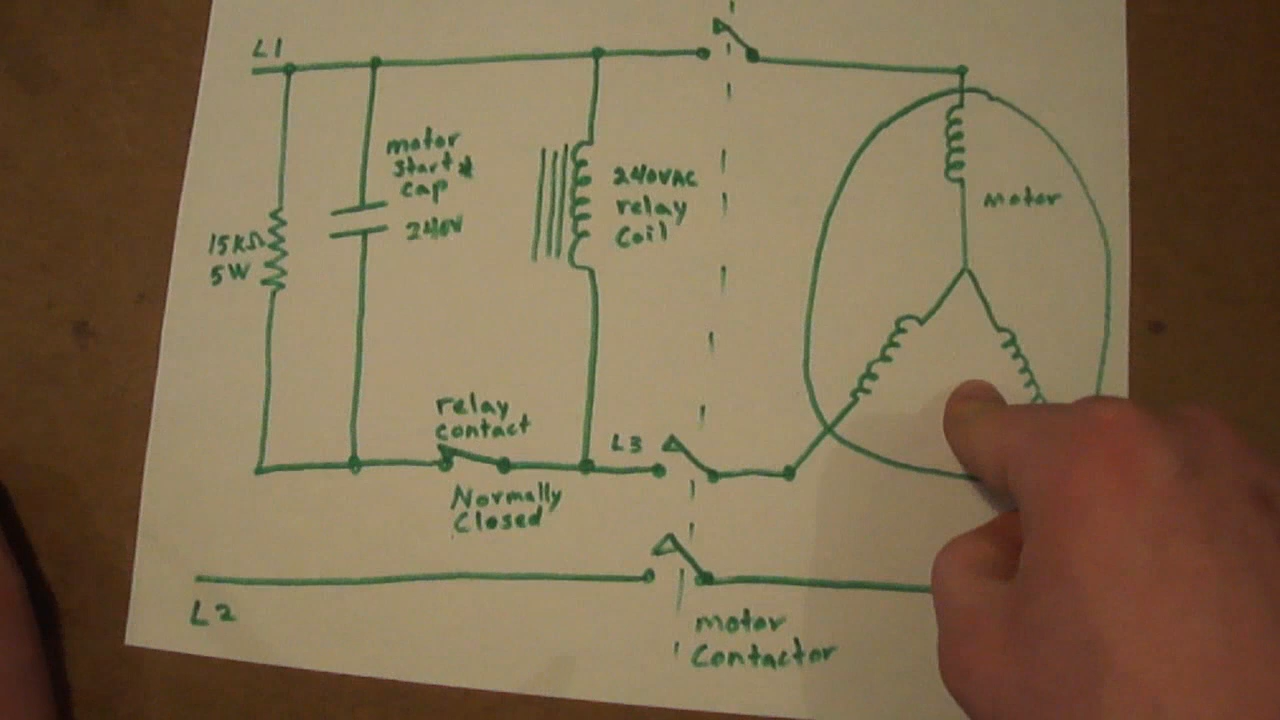 L1
motor
start
cap
240V
15KΩ
5W
240VAC
relay
coil
motor
relay
contact
L3
Normally
Closed
L2
motor
Contactor